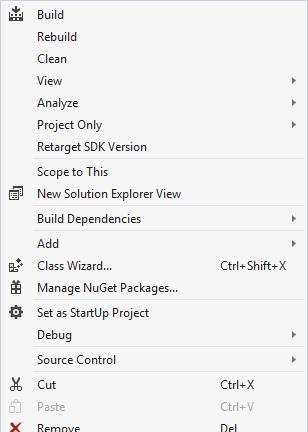 Build
Rebuild
Clean
View
Analyze
Project Only
Retarget SDK Version
Scope to This
New Solution Explorer View
Build Dependencies
Add
Class Wizard... Ctrl+Shift+X
Manage NuGet Packages...
Set as StartUp Project
Debug
Source Control
Cut Ctrl+X
Paste Ctrl+V
Remove Del